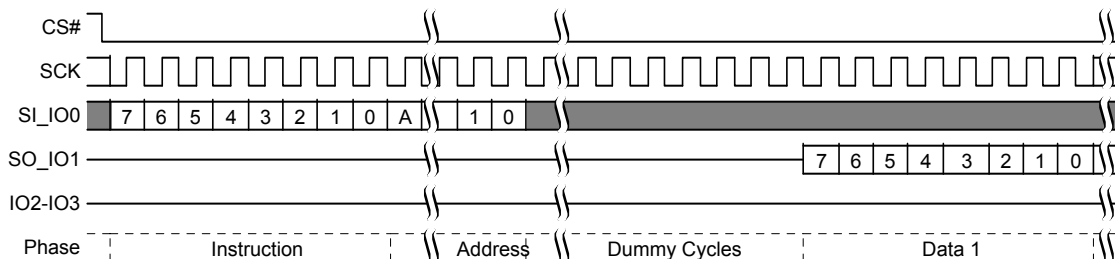 CS#
SCK
SI_IO0 7 6 5 4 3 2 1 0 A 1 0
SO_IO1 7 6 5 4 3 2 1 0
IO2-IO3
Phase Instruction Address Dummy Cycles Data 1